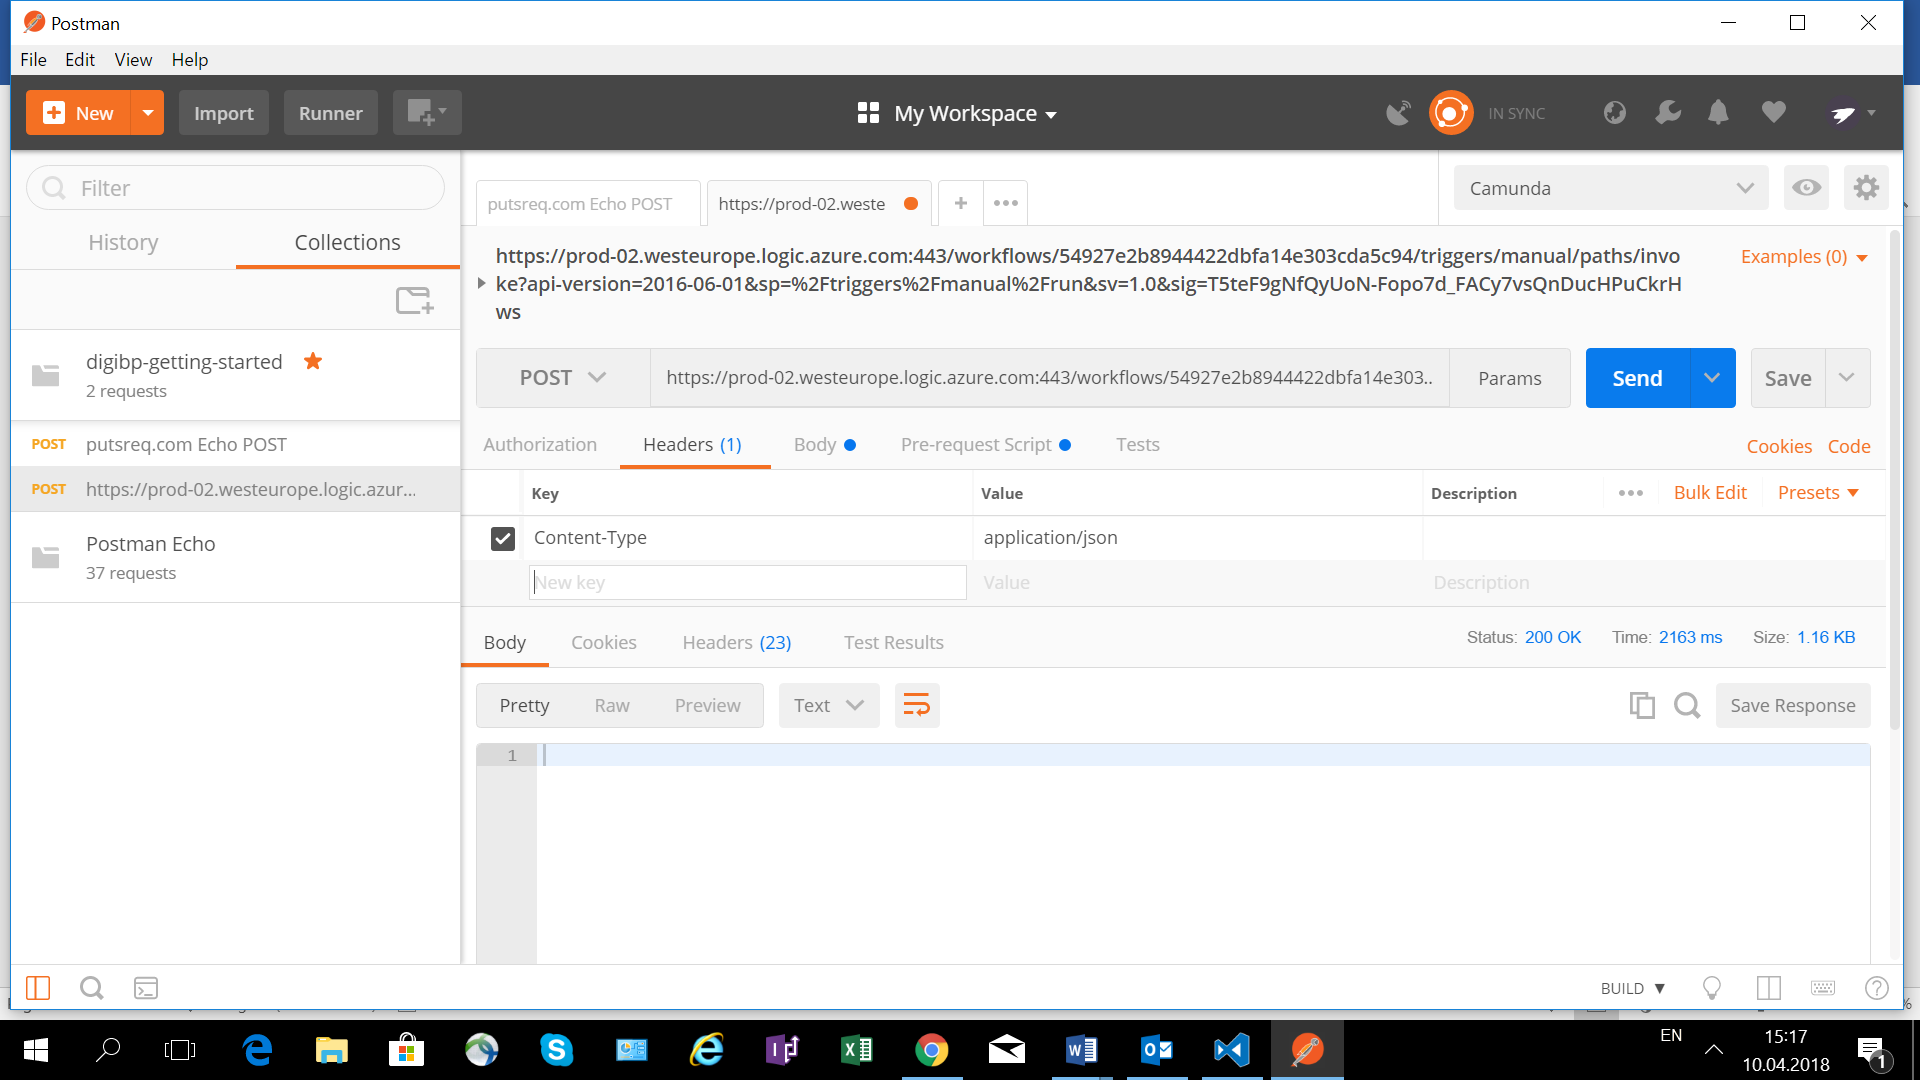 Postman
File Edit View Help
New Import Runner My Workspace IN SYNC
Filter
History Collections
digibp-getting-started
2 requests
POST putsreq.com Echo POST
POST https://prod-02.westeurope.logic.azur...
Postman Echo
37 requests
putsreq.com Echo POST https://prod-02.weste + •••
Camunda
https://prod-02.westeurope.logic.azure.com:443/workflows/54927e2b8944422dbfa14e303cda5c94/triggers/manual/paths/invo
ke?api-version=2016-06-01&sp=%2Ftriggers%2Fmanual%2Frun&sv=1.0&sig=T5teF9gNfQyUoN-Fopo7d_FACy7vsQnDucHPuCkrH
ws
Examples (0)
POST https://prod-02.westeurope.logic.azure.com:443/workflows/54927e2b8944422dbfa14e303.. Params Send Save
Authorization Headers (1) Body Pre-request Script Tests Cookies Code
Key Value Description ••• Bulk Edit Presets
Content-Type application/json
New key Value Description
Body Cookies Headers (23) Test Results Status: 200 OK Time: 2163 ms Size: 1.16 KB
Pretty Raw Preview Text Save Response
1
BUILD
EN 15:17
10.04.2018
1